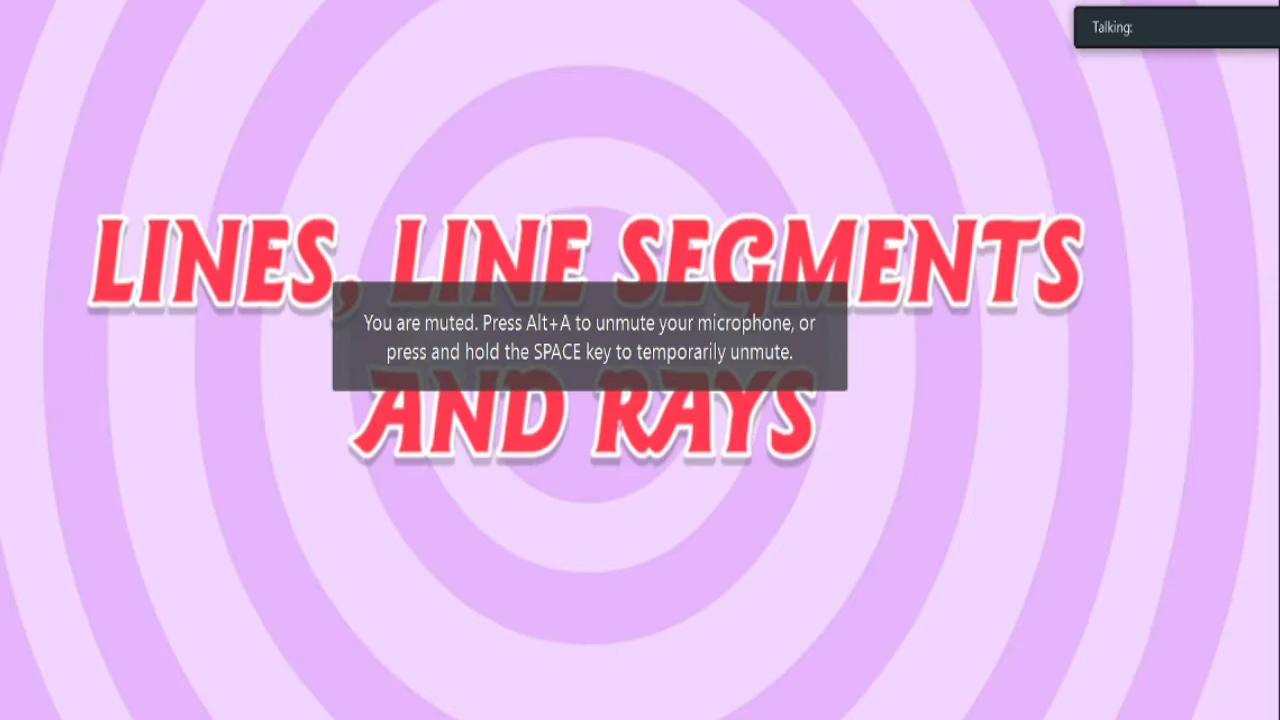 Talking:
LINES, LINE SEGMENTS
You are muted. Press Alt+A to unmute your microphone, or
press and hold the SPACE key to temporarily unmute.
AND RAYS